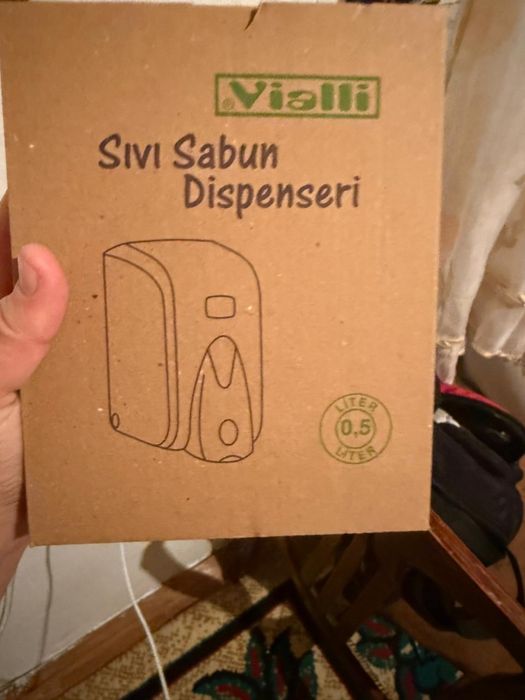 ® Vialli
Sıvı Sabun
Dispenseri
LITER
0,5
LITER